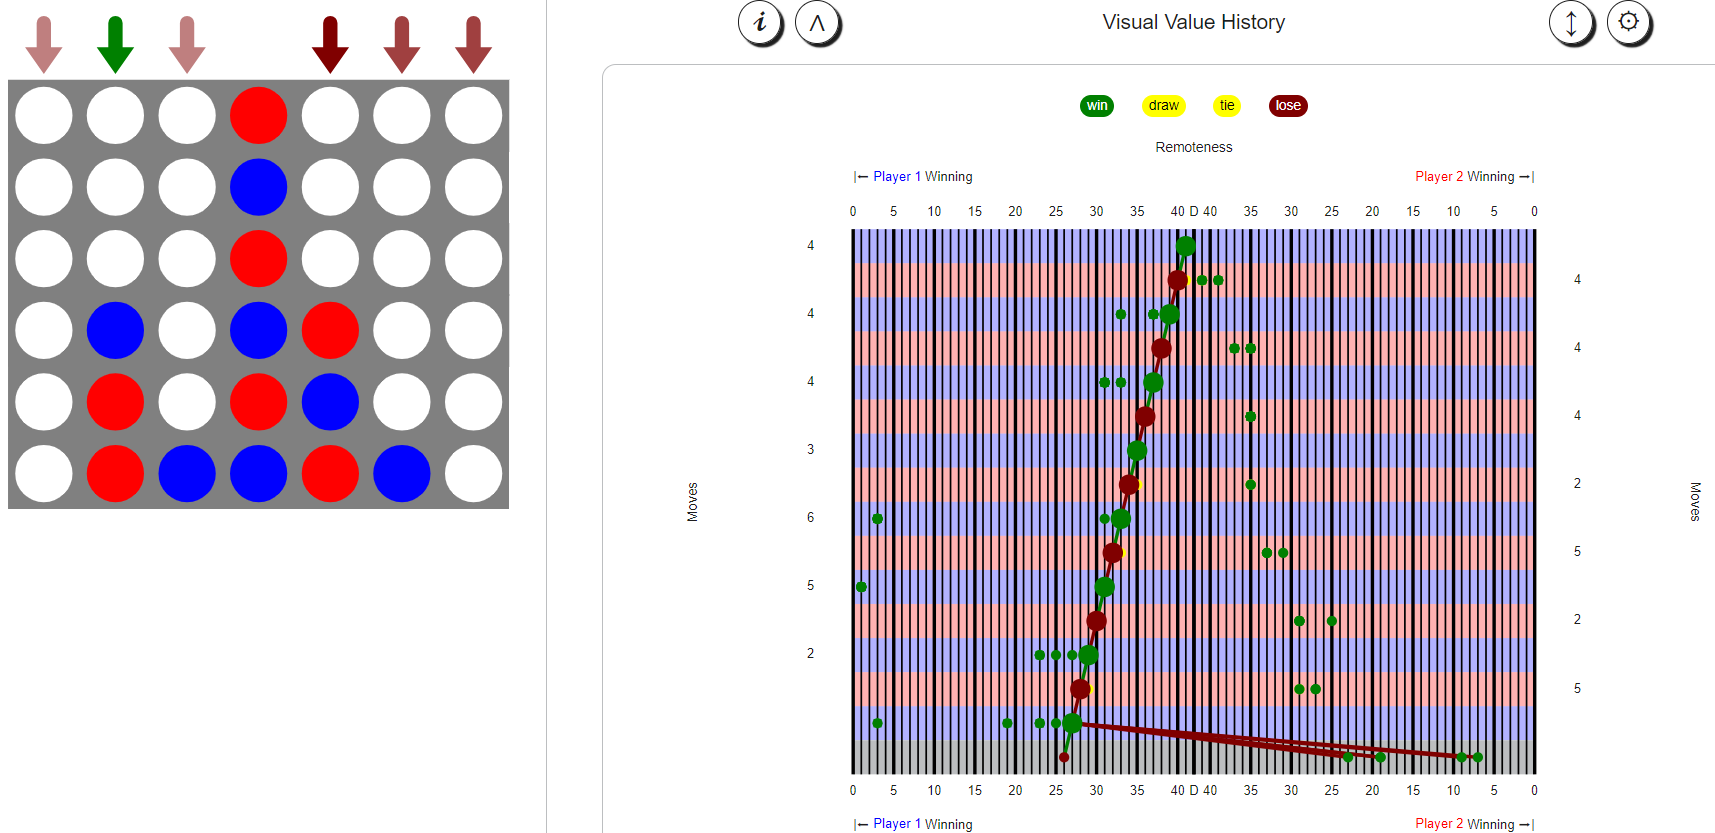 i Λ Visual Value History
win draw tie lose
Remoteness
|← Player 1 Winning Player 2 Winning →|
0 5 10 15 20 25 30 35 40 D 40 35 30 25 20 15 10 5 0
4
4
4
4
4
4
3
2
6
5
5
2
2
5
Moves
Moves
0 5 10 15 20 25 30 35 40 D 40 35 30 25 20 15 10 5 0
|← Player 1 Winning Player 2 Winning →|